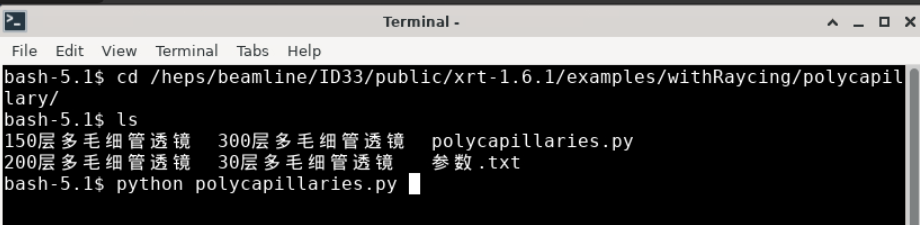 Terminal -
File Edit View Terminal Tabs Help
bash-5.1$ cd /heps/beamline/ID33/public/xrt-1.6.1/examples/withRaycing/polycapil
lary/
bash-5.1$ ls
150层多毛细管透镜 300层多毛细管透镜 polycapillaries.py
200层多毛细管透镜 30层多毛细管透镜 参数.txt
bash-5.1$ python polycapillaries.py